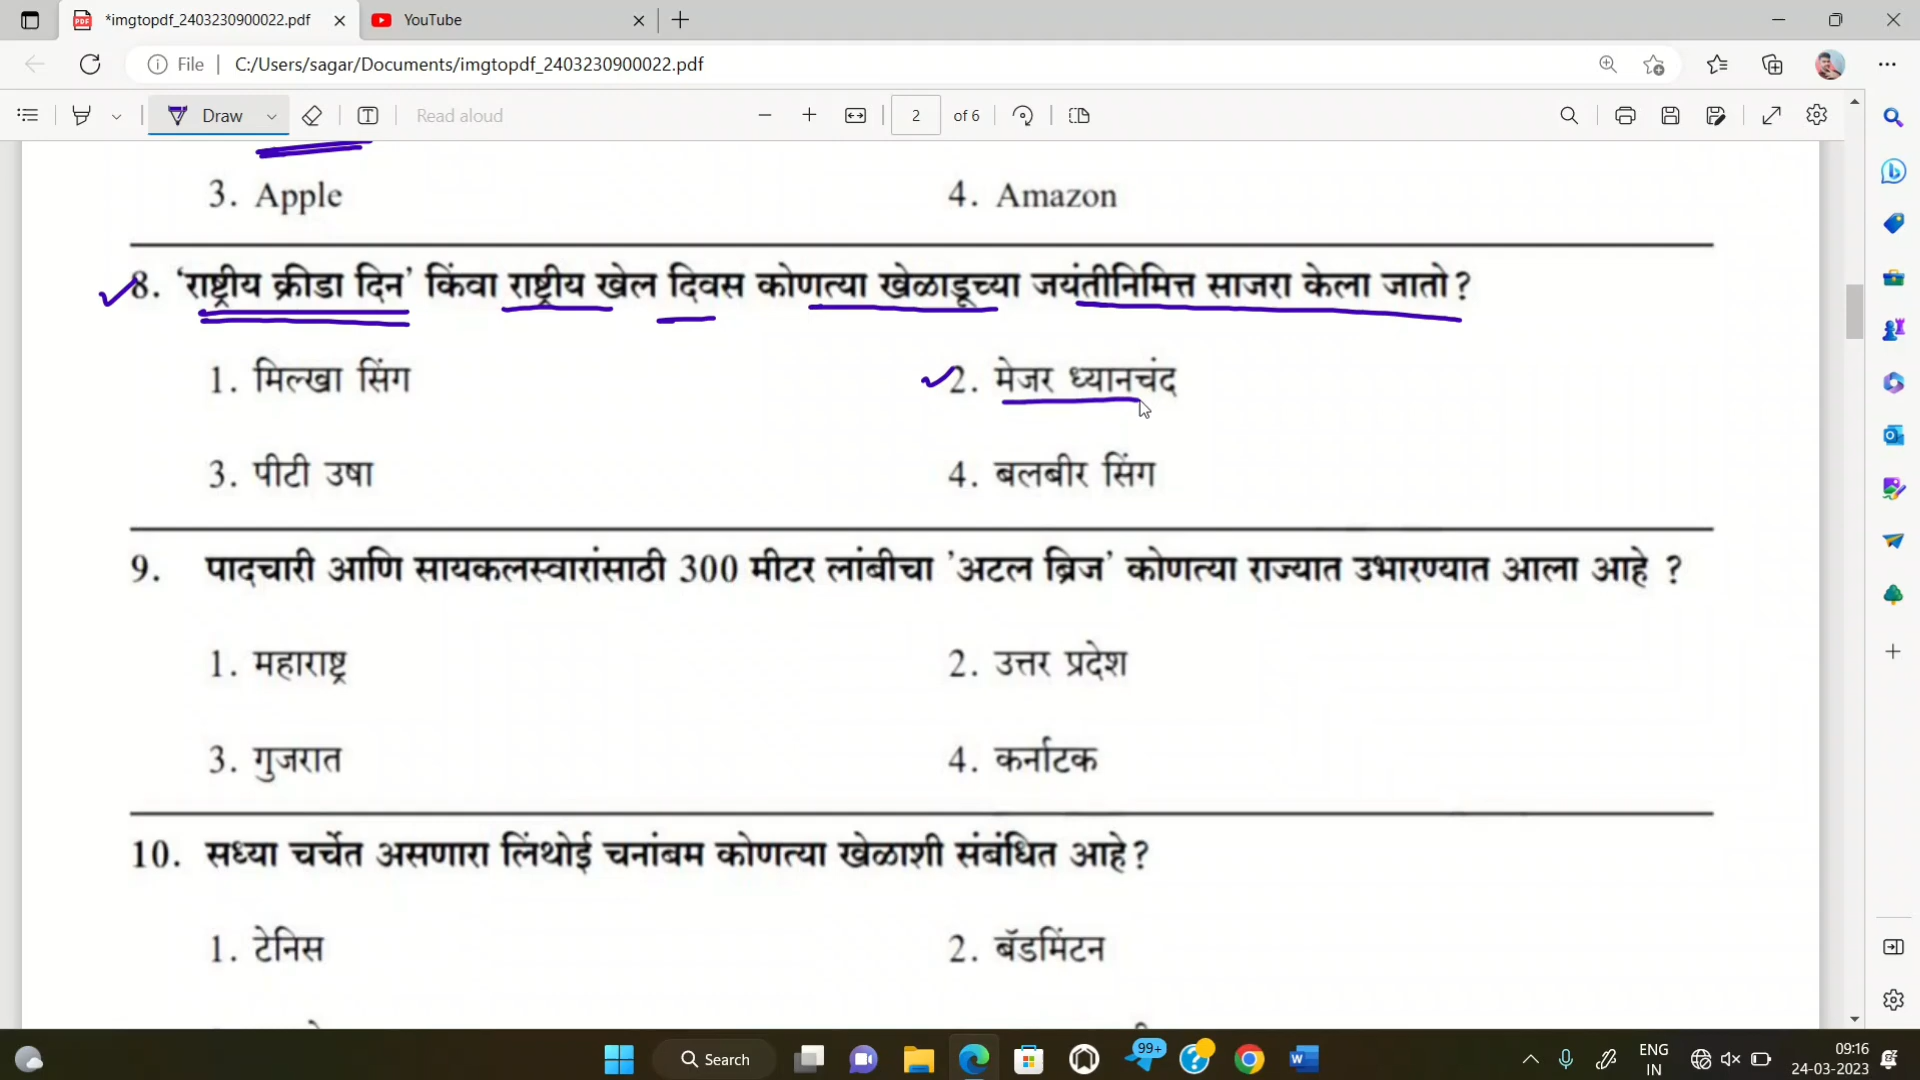 *imgtopdf_2403230900022.pdf
YouTube
File
C:/Users/sagar/Documents/imgtopdf_2403230900022.pdf
Draw
Read aloud
2
of 6
3. Apple
4. Amazon
8. 'राष्ट्रीय क्रीडा दिन' किंवा राष्ट्रीय खेल दिवस कोणत्या खेळाडूच्या जयंतीनिमित्त साजरा केला जातो?
1. मिल्खा सिंग
2. मेजर ध्यानचंद
3. पीटी उषा
4. बलबीर सिंग
9. पादचारी आणि सायकलस्वारांसाठी 300 मीटर लांबीचा 'अटल ब्रिज' कोणत्या राज्यात उभारण्यात आला आहे ?
1. महाराष्ट्र
2. उत्तर प्रदेश
3. गुजरात
4. कर्नाटक
10. सध्या चर्चेत असणारा लिंथोई चनांबम कोणत्या खेळाशी संबंधित आहे?
1. टेनिस
2. बॅडमिंटन
Search
99+
ENG
IN
09:16
24-03-2023